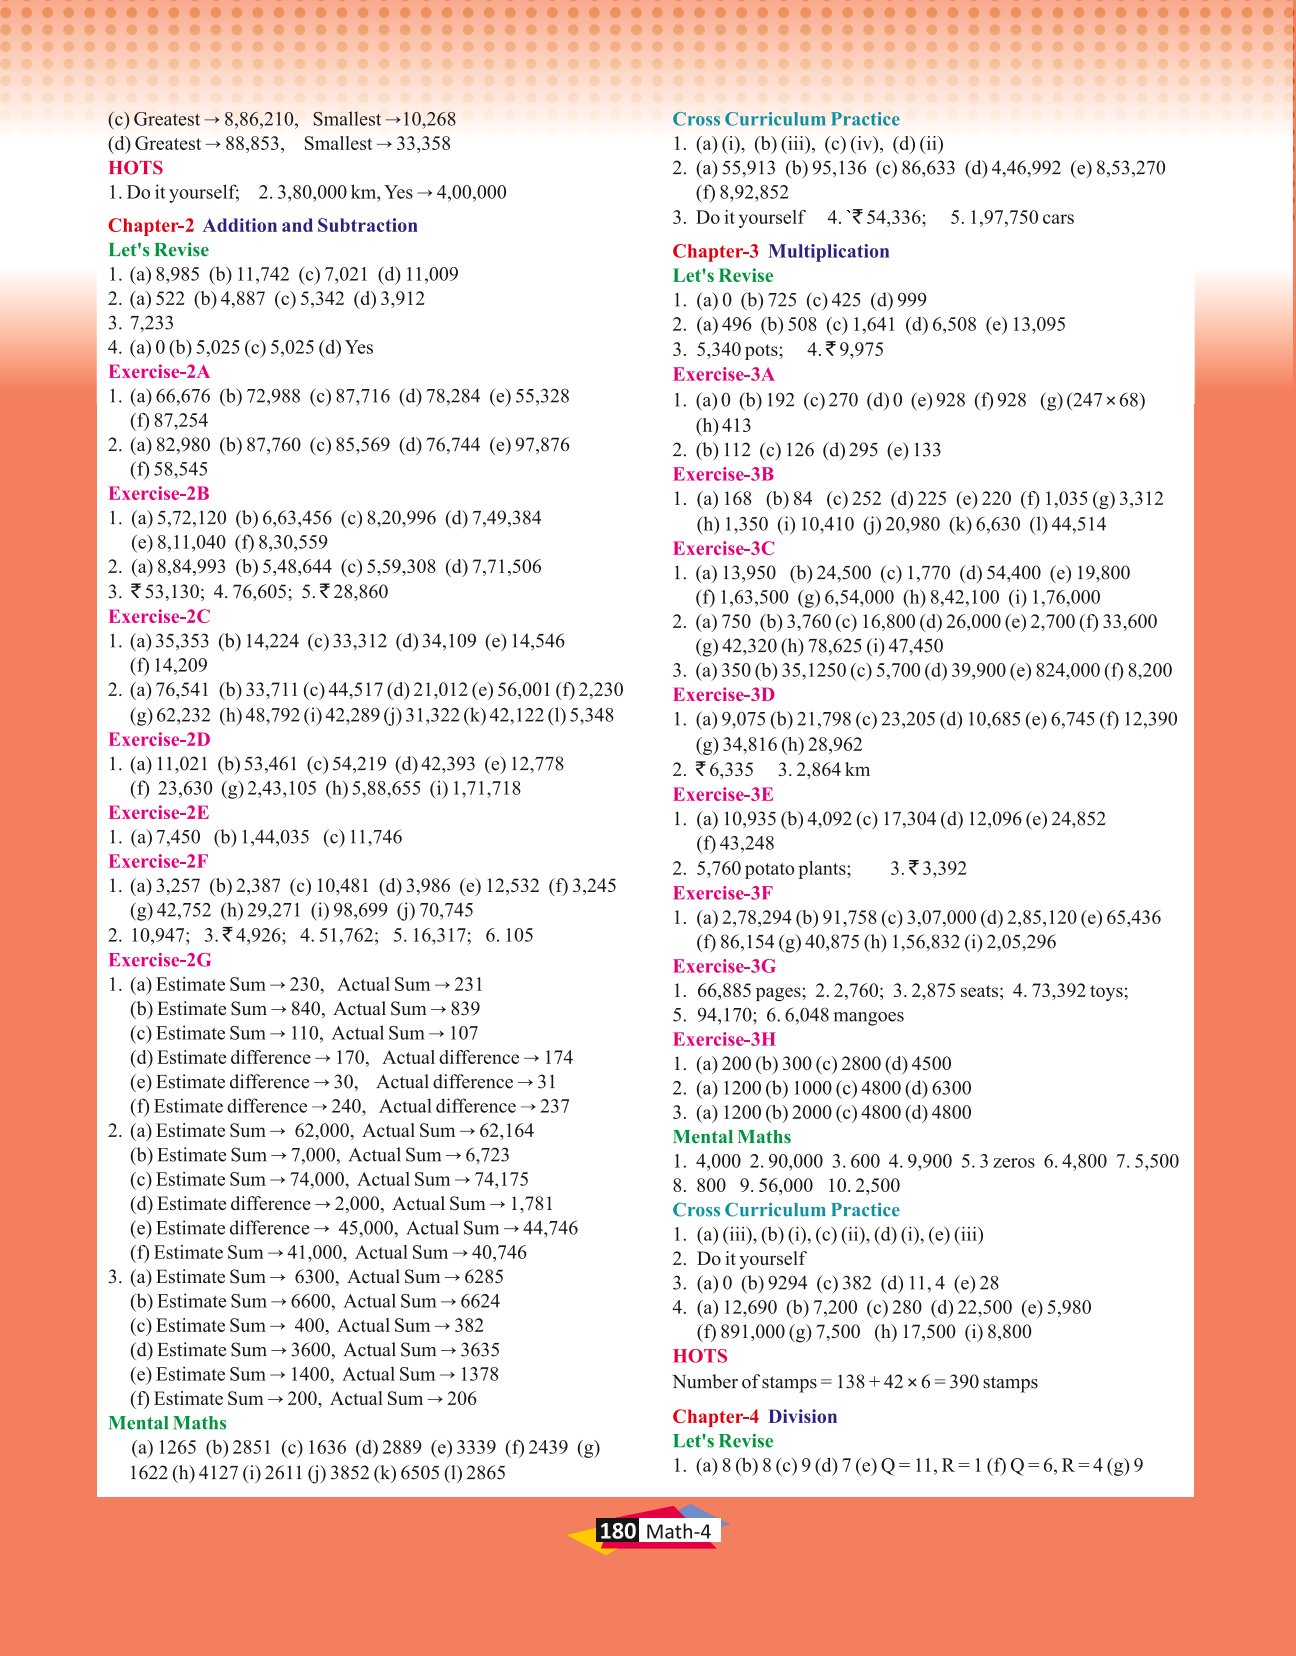 (c) Greatest → 8,86,210, Smallest →10,268
(d) Greatest → 88,853, Smallest → 33,358
HOTS
1. Do it yourself; 2. 3,80,000 km, Yes → 4,00,000
Chapter-2 Addition and Subtraction
Let's Revise
1. (a) 8,985 (b) 11,742 (c) 7,021 (d) 11,009
2. (a) 522 (b) 4,887 (c) 5,342 (d) 3,912
3. 7,233
4. (a) 0 (b) 5,025 (c) 5,025 (d) Yes
Exercise-2A
1. (a) 66,676 (b) 72,988 (c) 87,716 (d) 78,284 (e) 55,328
(f) 87,254
2. (a) 82,980 (b) 87,760 (c) 85,569 (d) 76,744 (e) 97,876
(f) 58,545
Exercise-2B
1. (a) 5,72,120 (b) 6,63,456 (c) 8,20,996 (d) 7,49,384
(e) 8,11,040 (f) 8,30,559
2. (a) 8,84,993 (b) 5,48,644 (c) 5,59,308 (d) 7,71,506
3. ₹ 53,130; 4. 76,605; 5. ₹ 28,860
Exercise-2C
1. (a) 35,353 (b) 14,224 (c) 33,312 (d) 34,109 (e) 14,546
(f) 14,209
2. (a) 76,541 (b) 33,711 (c) 44,517 (d) 21,012 (e) 56,001 (f) 2,230
(g) 62,232 (h) 48,792 (i) 42,289 (j) 31,322 (k) 42,122 (l) 5,348
Exercise-2D
1. (a) 11,021 (b) 53,461 (c) 54,219 (d) 42,393 (e) 12,778
(f) 23,630 (g) 2,43,105 (h) 5,88,655 (i) 1,71,718
Exercise-2E
1. (a) 7,450 (b) 1,44,035 (c) 11,746
Exercise-2F
1. (a) 3,257 (b) 2,387 (c) 10,481 (d) 3,986 (e) 12,532 (f) 3,245
(g) 42,752 (h) 29,271 (i) 98,699 (j) 70,745
2. 10,947; 3. ₹ 4,926; 4. 51,762; 5. 16,317; 6. 105
Exercise-2G
1. (a) Estimate Sum → 230, Actual Sum → 231
(b) Estimate Sum → 840, Actual Sum → 839
(c) Estimate Sum → 110, Actual Sum → 107
(d) Estimate difference → 170, Actual difference → 174
(e) Estimate difference → 30, Actual difference → 31
(f) Estimate difference → 240, Actual difference → 237
2. (a) Estimate Sum → 62,000, Actual Sum → 62,164
(b) Estimate Sum → 7,000, Actual Sum → 6,723
(c) Estimate Sum → 74,000, Actual Sum → 74,175
(d) Estimate difference → 2,000, Actual Sum → 1,781
(e) Estimate difference → 45,000, Actual Sum → 44,746
(f) Estimate Sum → 41,000, Actual Sum → 40,746
3. (a) Estimate Sum → 6300, Actual Sum → 6285
(b) Estimate Sum → 6600, Actual Sum → 6624
(c) Estimate Sum → 400, Actual Sum → 382
(d) Estimate Sum → 3600, Actual Sum → 3635
(e) Estimate Sum → 1400, Actual Sum → 1378
(f) Estimate Sum → 200, Actual Sum → 206
Mental Maths
(a) 1265 (b) 2851 (c) 1636 (d) 2889 (e) 3339 (f) 2439 (g)
1622 (h) 4127 (i) 2611 (j) 3852 (k) 6505 (l) 2865
Cross Curriculum Practice
1. (a) (i), (b) (iii), (c) (iv), (d) (ii)
2. (a) 55,913 (b) 95,136 (c) 86,633 (d) 4,46,992 (e) 8,53,270
(f) 8,92,852
3. Do it yourself 4. `₹ 54,336; 5. 1,97,750 cars
Chapter-3 Multiplication
Let's Revise
1. (a) 0 (b) 725 (c) 425 (d) 999
2. (a) 496 (b) 508 (c) 1,641 (d) 6,508 (e) 13,095
3. 5,340 pots; 4. ₹ 9,975
Exercise-3A
1. (a) 0 (b) 192 (c) 270 (d) 0 (e) 928 (f) 928 (g) (247 × 68)
(h) 413
2. (b) 112 (c) 126 (d) 295 (e) 133
Exercise-3B
1. (a) 168 (b) 84 (c) 252 (d) 225 (e) 220 (f) 1,035 (g) 3,312
(h) 1,350 (i) 10,410 (j) 20,980 (k) 6,630 (l) 44,514
Exercise-3C
1. (a) 13,950 (b) 24,500 (c) 1,770 (d) 54,400 (e) 19,800
(f) 1,63,500 (g) 6,54,000 (h) 8,42,100 (i) 1,76,000
2. (a) 750 (b) 3,760 (c) 16,800 (d) 26,000 (e) 2,700 (f) 33,600
(g) 42,320 (h) 78,625 (i) 47,450
3. (a) 350 (b) 35,1250 (c) 5,700 (d) 39,900 (e) 824,000 (f) 8,200
Exercise-3D
1. (a) 9,075 (b) 21,798 (c) 23,205 (d) 10,685 (e) 6,745 (f) 12,390
(g) 34,816 (h) 28,962
2. ₹ 6,335 3. 2,864 km
Exercise-3E
1. (a) 10,935 (b) 4,092 (c) 17,304 (d) 12,096 (e) 24,852
(f) 43,248
2. 5,760 potato plants; 3. ₹ 3,392
Exercise-3F
1. (a) 2,78,294 (b) 91,758 (c) 3,07,000 (d) 2,85,120 (e) 65,436
(f) 86,154 (g) 40,875 (h) 1,56,832 (i) 2,05,296
Exercise-3G
1. 66,885 pages; 2. 2,760; 3. 2,875 seats; 4. 73,392 toys;
5. 94,170; 6. 6,048 mangoes
Exercise-3H
1. (a) 200 (b) 300 (c) 2800 (d) 4500
2. (a) 1200 (b) 1000 (c) 4800 (d) 6300
3. (a) 1200 (b) 2000 (c) 4800 (d) 4800
Mental Maths
1. 4,000 2. 90,000 3. 600 4. 9,900 5. 3 zeros 6. 4,800 7. 5,500
8. 800 9. 56,000 10. 2,500
Cross Curriculum Practice
1. (a) (iii), (b) (i), (c) (ii), (d) (i), (e) (iii)
2. Do it yourself
3. (a) 0 (b) 9294 (c) 382 (d) 11, 4 (e) 28
4. (a) 12,690 (b) 7,200 (c) 280 (d) 22,500 (e) 5,980
(f) 891,000 (g) 7,500 (h) 17,500 (i) 8,800
HOTS
Number of stamps = 138 + 42 × 6 = 390 stamps
Chapter-4 Division
Let's Revise
1. (a) 8 (b) 8 (c) 9 (d) 7 (e) Q = 11, R = 1 (f) Q = 6, R = 4 (g) 9
180 Math-4